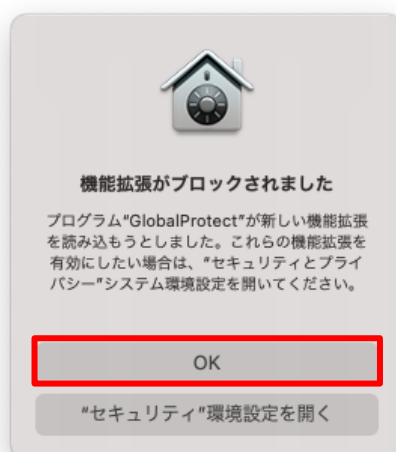 機能拡張がブロックされました
プログラム"GlobalProtect"が新しい機能拡張
を読み込もうとしました。これらの機能拡張を
有効にしたい場合は、"セキュリティとプライ
バシー"システム環境設定を開いてください。
OK
"セキュリティ"環境設定を開く